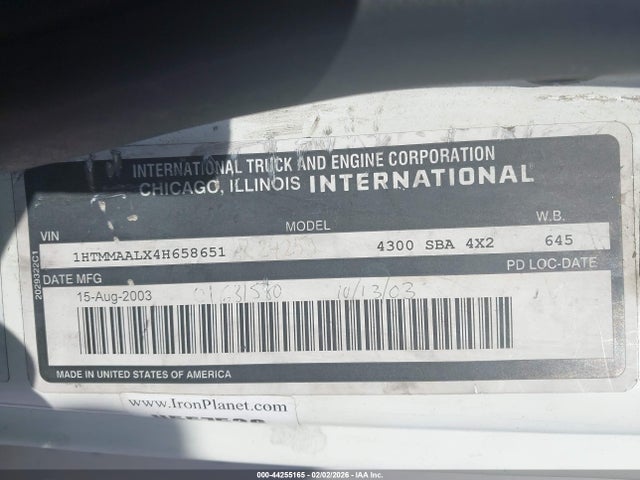 INTERNATIONAL TRUCK AND ENGINE CORPORATION
CHICAGO, ILLINOIS INTERNATIONAL
VIN MODEL W.B.
1HTMMAALX4H658651 4300 SBA 4X2 645
DATE MFG PD LOC-DATE
15-Aug-2003 01631580 10/13/03
MADE IN UNITED STATES OF AMERICA
2029322C1
www.IronPlanet.com
000-44255165 - 02/02/2026 - IAA Inc.